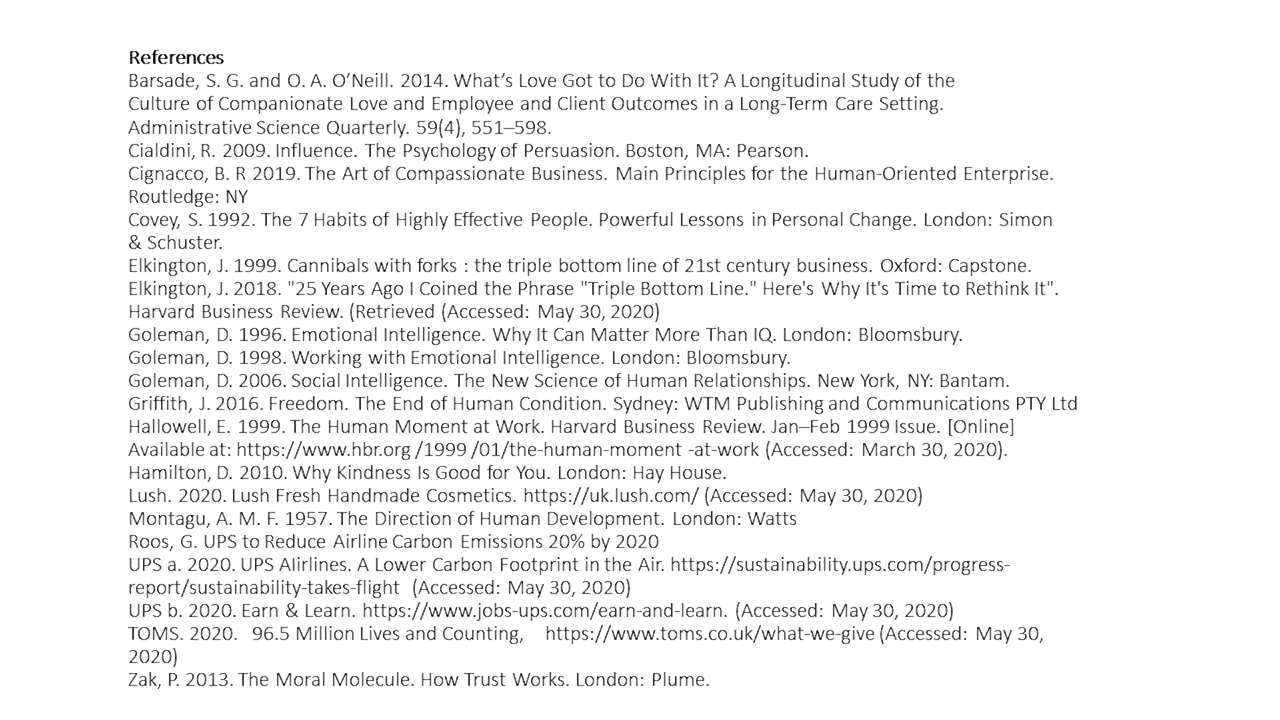 References
Barsade, S. G. and O. A. O’Neill. 2014. What’s Love Got to Do With It? A Longitudinal Study of the
Culture of Companionate Love and Employee and Client Outcomes in a Long-Term Care Setting.
Administrative Science Quarterly. 59(4), 551–598.
Cialdini, R. 2009. Influence. The Psychology of Persuasion. Boston, MA: Pearson.
Cignacco, B. R 2019. The Art of Compassionate Business. Main Principles for the Human-Oriented Enterprise.
Routledge: NY
Covey, S. 1992. The 7 Habits of Highly Effective People. Powerful Lessons in Personal Change. London: Simon
& Schuster.
Elkington, J. 1999. Cannibals with forks : the triple bottom line of 21st century business. Oxford: Capstone.
Elkington, J. 2018. "25 Years Ago I Coined the Phrase "Triple Bottom Line." Here's Why It's Time to Rethink It".
Harvard Business Review. (Retrieved (Accessed: May 30, 2020)
Goleman, D. 1996. Emotional Intelligence. Why It Can Matter More Than IQ. London: Bloomsbury.
Goleman, D. 1998. Working with Emotional Intelligence. London: Bloomsbury.
Goleman, D. 2006. Social Intelligence. The New Science of Human Relationships. New York, NY: Bantam.
Griffith, J. 2016. Freedom. The End of Human Condition. Sydney: WTM Publishing and Communications PTY Ltd
Hallowell, E. 1999. The Human Moment at Work. Harvard Business Review. Jan–Feb 1999 Issue. [Online]
Available at: https://www.hbr.org /1999 /01/the-human-moment -at-work (Accessed: March 30, 2020).
Hamilton, D. 2010. Why Kindness Is Good for You. London: Hay House.
Lush. 2020. Lush Fresh Handmade Cosmetics. https://uk.lush.com/ (Accessed: May 30, 2020)
Montagu, A. M. F. 1957. The Direction of Human Development. London: Watts
Roos, G. UPS to Reduce Airline Carbon Emissions 20% by 2020
UPS a. 2020. UPS AIirlines. A Lower Carbon Footprint in the Air. https://sustainability.ups.com/progress-
report/sustainability-takes-flight (Accessed: May 30, 2020)
UPS b. 2020. Earn & Learn. https://www.jobs-ups.com/earn-and-learn. (Accessed: May 30, 2020)
TOMS. 2020. 96.5 Million Lives and Counting, https://www.toms.co.uk/what-we-give (Accessed: May 30,
2020)
Zak, P. 2013. The Moral Molecule. How Trust Works. London: Plume.